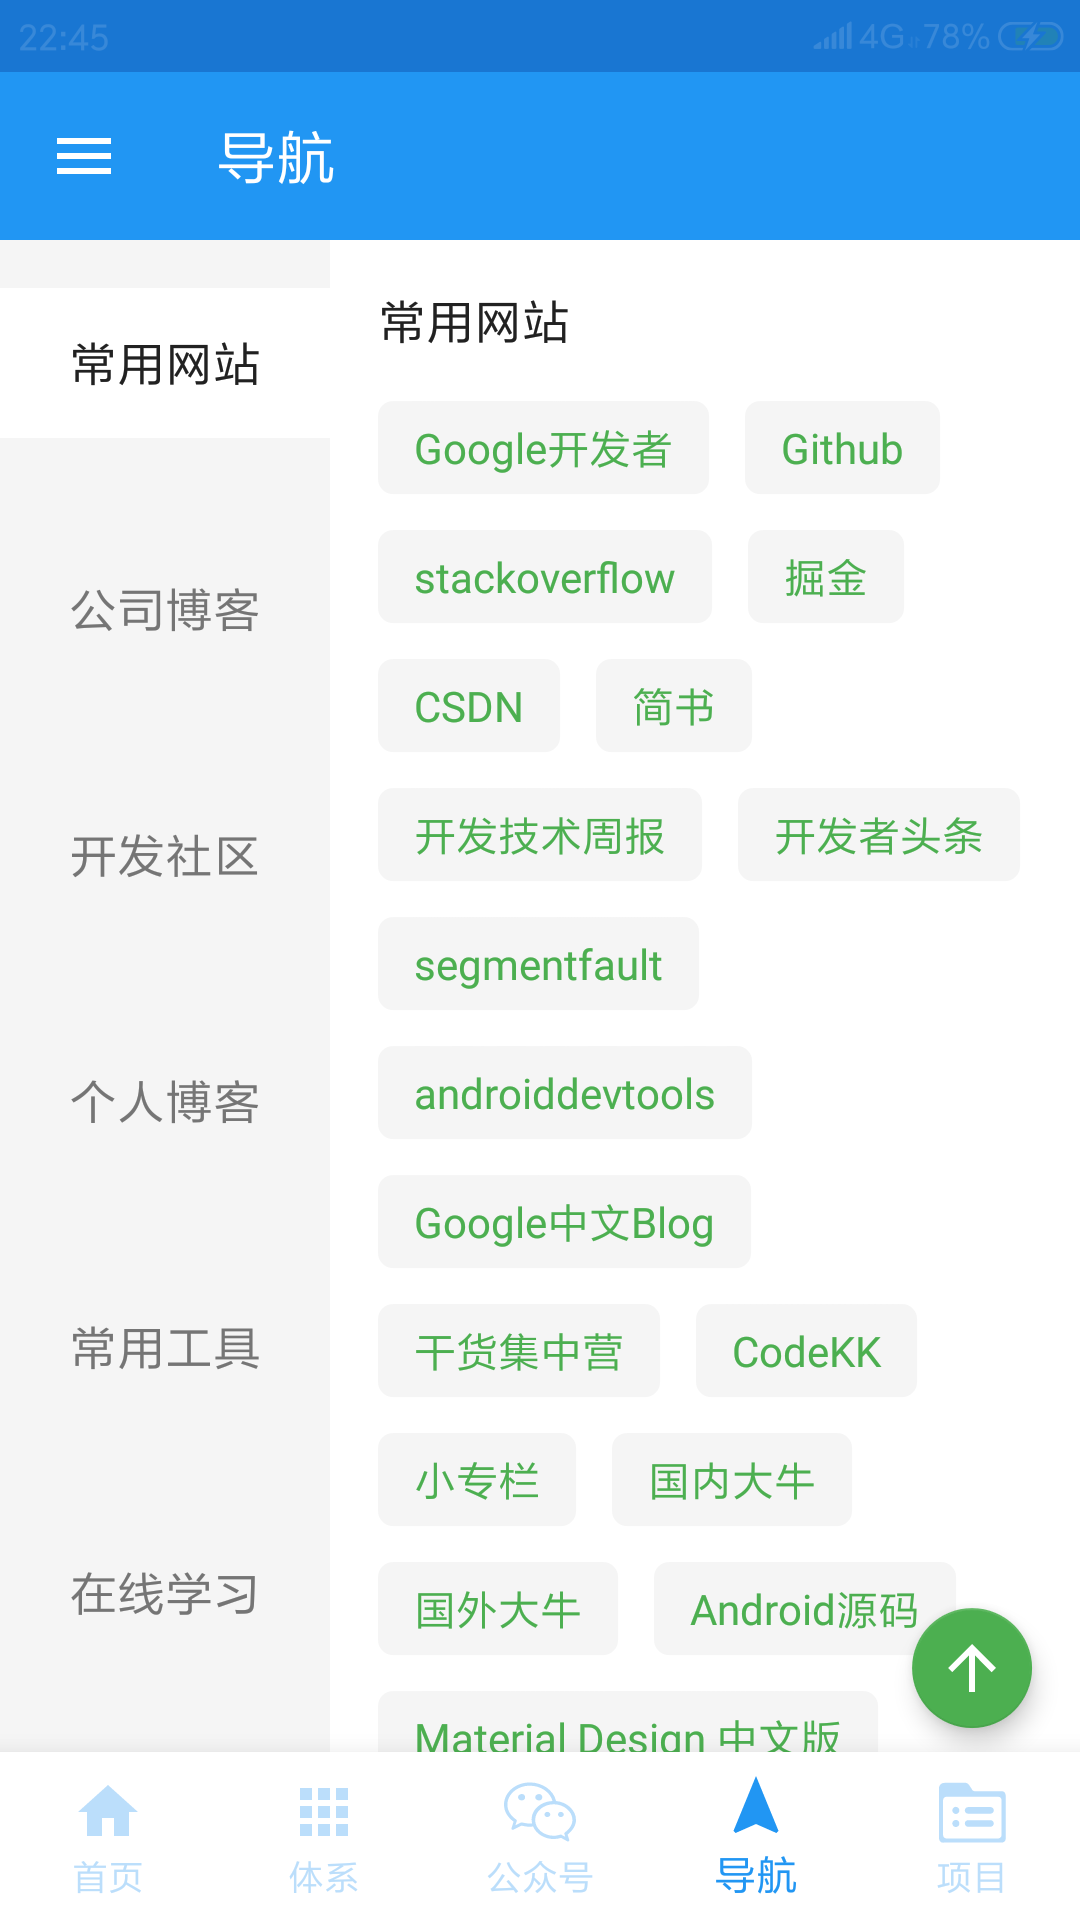 22:45 4G 78%
导航
常用网站
公司博客
开发社区
个人博客
常用工具
在线学习
常用网站
Google开发者 Github
stackoverflow 掘金
CSDN 简书
开发技术周报 开发者头条
segmentfault
androiddevtools
Google中文Blog
干货集中营 CodeKK
小专栏 国内大牛
国外大牛 Android源码
Material Design 中文版
首页 体系 公众号 导航 项目